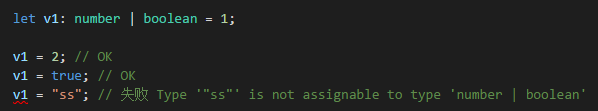 let v1: number | boolean = 1;
v1 = 2; // OK
v1 = true; // OK
v1 = "ss"; // 失败 Type '"ss"' is not assignable to type 'number | boolean'